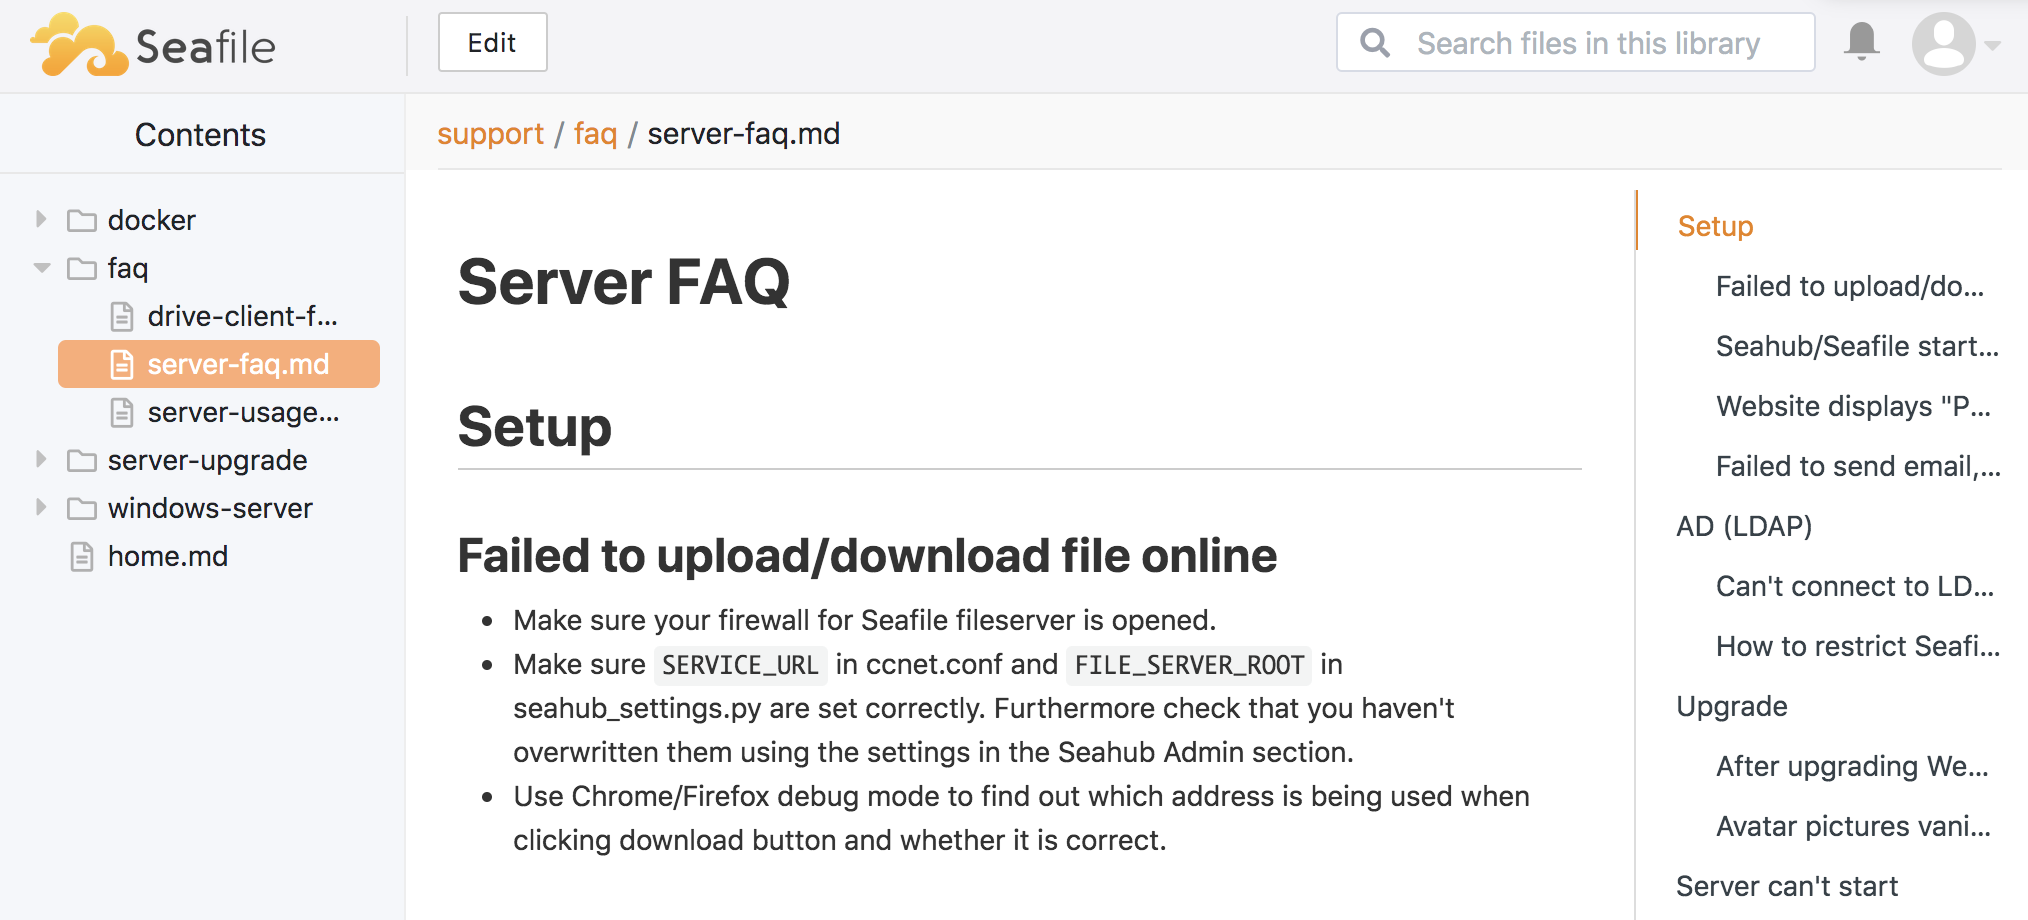 Seafile
Edit
Search files in this library
Contents
docker
faq
drive-client-f...
server-faq.md
server-usage...
server-upgrade
windows-server
home.md
support / faq / server-faq.md
Server FAQ
Setup
Failed to upload/download file online
• Make sure your firewall for Seafile fileserver is opened.
• Make sure SERVICE_URL in ccnet.conf and FILE_SERVER_ROOT in
seahub_settings.py are set correctly. Furthermore check that you haven't
overwritten them using the settings in the Seahub Admin section.
• Use Chrome/Firefox debug mode to find out which address is being used when
clicking download button and whether it is correct.
Setup
Failed to upload/do...
Seahub/Seafile start...
Website displays "P...
Failed to send email,...
AD (LDAP)
Can't connect to LD...
How to restrict Seafi...
Upgrade
After upgrading We...
Avatar pictures vani...
Server can't start